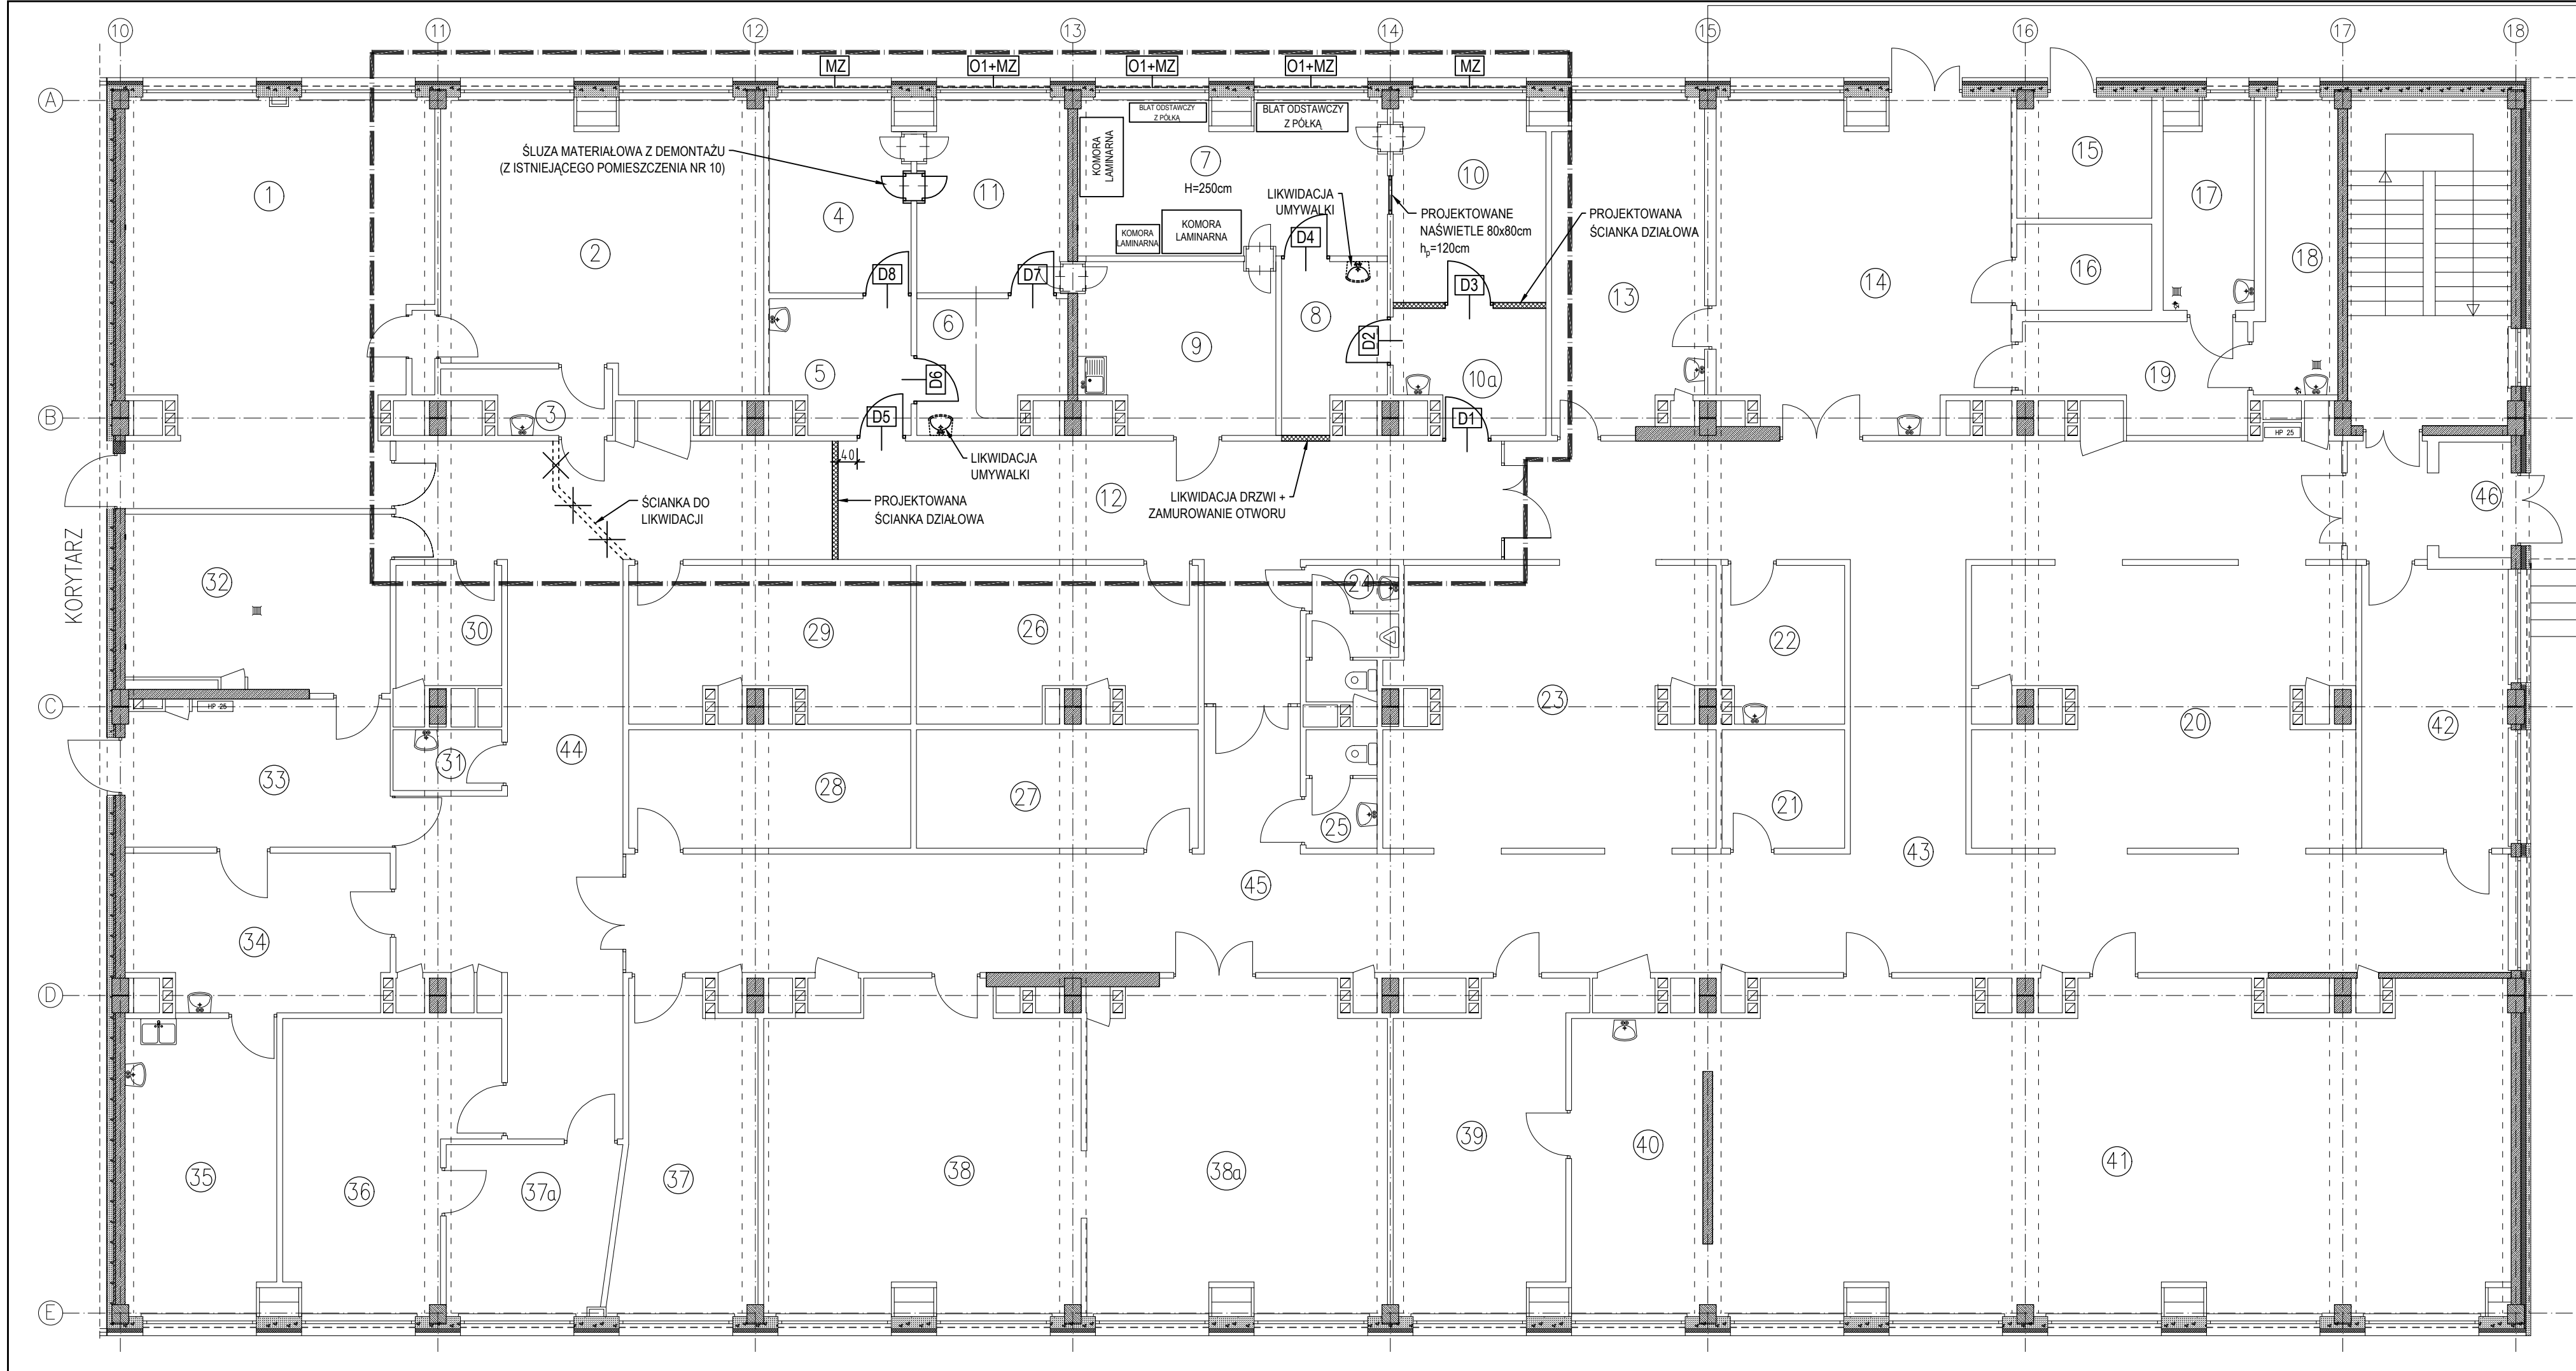 10
11
12
13
14
15
16
17
18
MZ
O1+MZ
O1+MZ
O1+MZ
MZ
A
BLAT ODSTAWCZY
Z PÓŁKĄ
BLAT ODSTAWCZY
Z PÓŁKĄ
KOMORA
LAMINARNA
ŚLUZA MATERIAŁOWA Z DEMONTAŻU
(Z ISTNIEJĄCEGO POMIESZCZENIA NR 10)
1
2
4
11
7
H=250cm
10
15
17
LIKWIDACJA
UMYWALKI
PROJEKTOWANE
NAŚWIETLE 80x80cm
hp=120cm
PROJEKTOWANA
ŚCIANKA DZIAŁOWA
KOMORA
LAMINARNA
KOMORA
LAMINARNA
D4
D8
D7
D3
16
18
14
13
6
8
9
D2
5
D6
10a
19
3
D5
D1
B
HP 25
40
LIKWIDACJA
UMYWALKI
ŚCIANKA DO
LIKWIDACJI
PROJEKTOWANA
ŚCIANKA DZIAŁOWA
12
LIKWIDACJA DRZWI +
ZAMUROWANIE OTWORU
46
KORYTARZ
32
30
29
26
24
22
C
HP 25
23
20
42
44
31
33
28
27
25
21
43
45
34
D
35
36
37a
37
38
38a
39
40
41
E